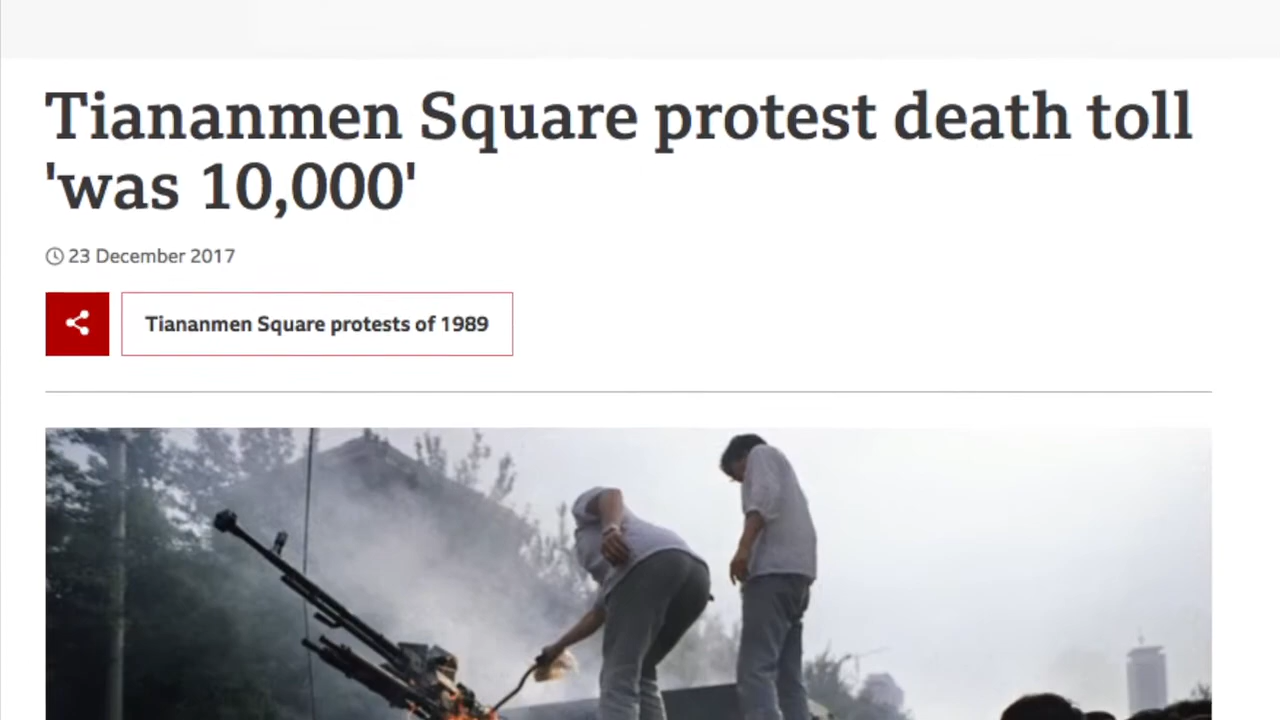 Tiananmen Square protest death toll
'was 10,000'
23 December 2017
Tiananmen Square protests of 1989